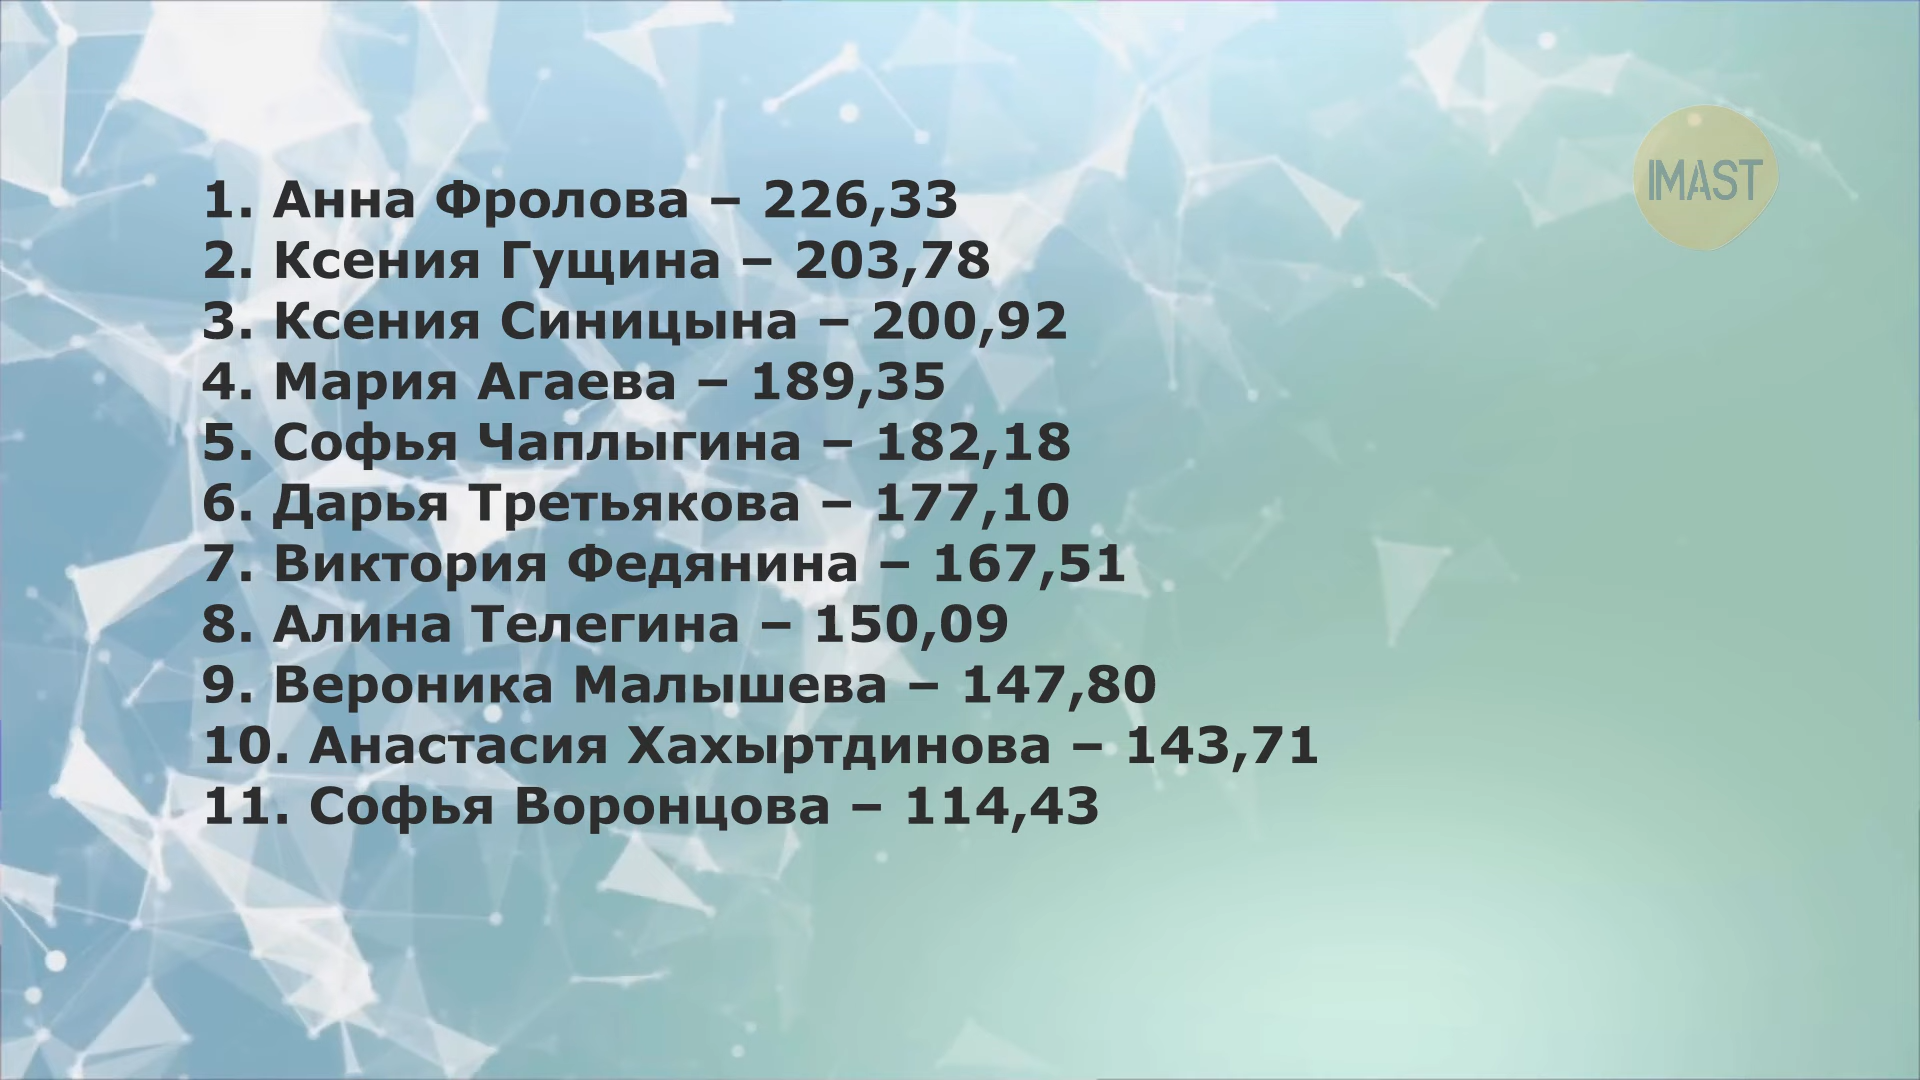 IMAST
1. Анна Фролова – 226,33
2. Ксения Гущина – 203,78
3. Ксения Синицына – 200,92
4. Мария Агаева – 189,35
5. Софья Чаплыгина – 182,18
6. Дарья Третьякова – 177,10
7. Виктория Федянина – 167,51
8. Алина Телегина – 150,09
9. Вероника Малышева – 147,80
10. Анастасия Хахыртдинова – 143,71
11. Софья Воронцова – 114,43